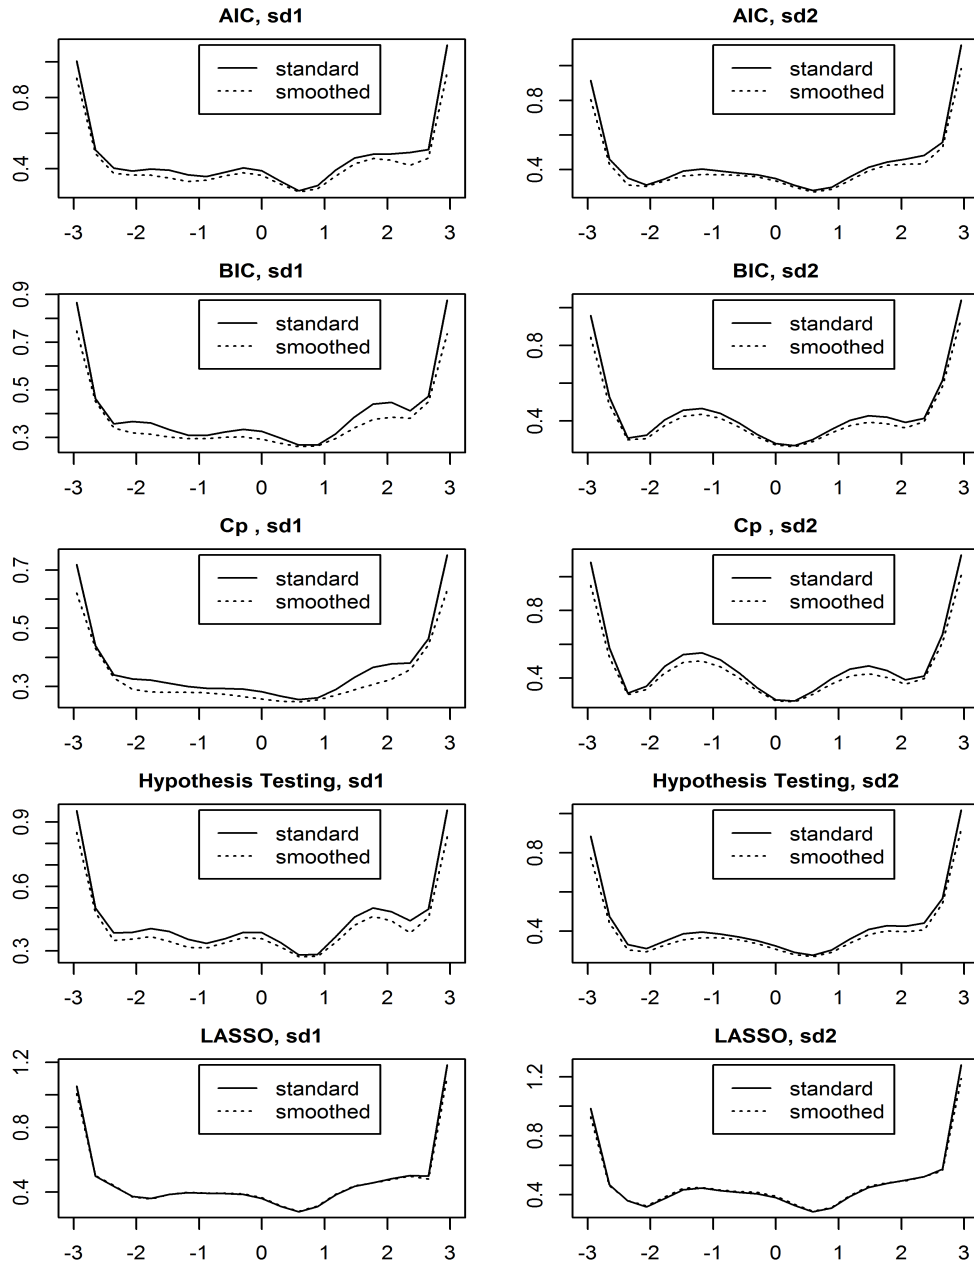 AIC, sd1
standard
smoothed
0.4 0.8
-3 -2 -1 0 1 2 3
AIC, sd2
standard
smoothed
0.4 0.8
-3 -2 -1 0 1 2 3
BIC, sd1
standard
smoothed
0.3 0.5 0.7 0.9
-3 -2 -1 0 1 2 3
BIC, sd2
standard
smoothed
0.4 0.8
-3 -2 -1 0 1 2 3
Cp , sd1
standard
smoothed
0.3 0.5 0.7
-3 -2 -1 0 1 2 3
Cp , sd2
standard
smoothed
0.4 0.8
-3 -2 -1 0 1 2 3
Hypothesis Testing, sd1
standard
smoothed
0.3 0.6 0.9
-3 -2 -1 0 1 2 3
Hypothesis Testing, sd2
standard
smoothed
0.4 0.8
-3 -2 -1 0 1 2 3
LASSO, sd1
standard
smoothed
0.4 0.8 1.2
-3 -2 -1 0 1 2 3
LASSO, sd2
standard
smoothed
0.4 0.8 1.2
-3 -2 -1 0 1 2 3